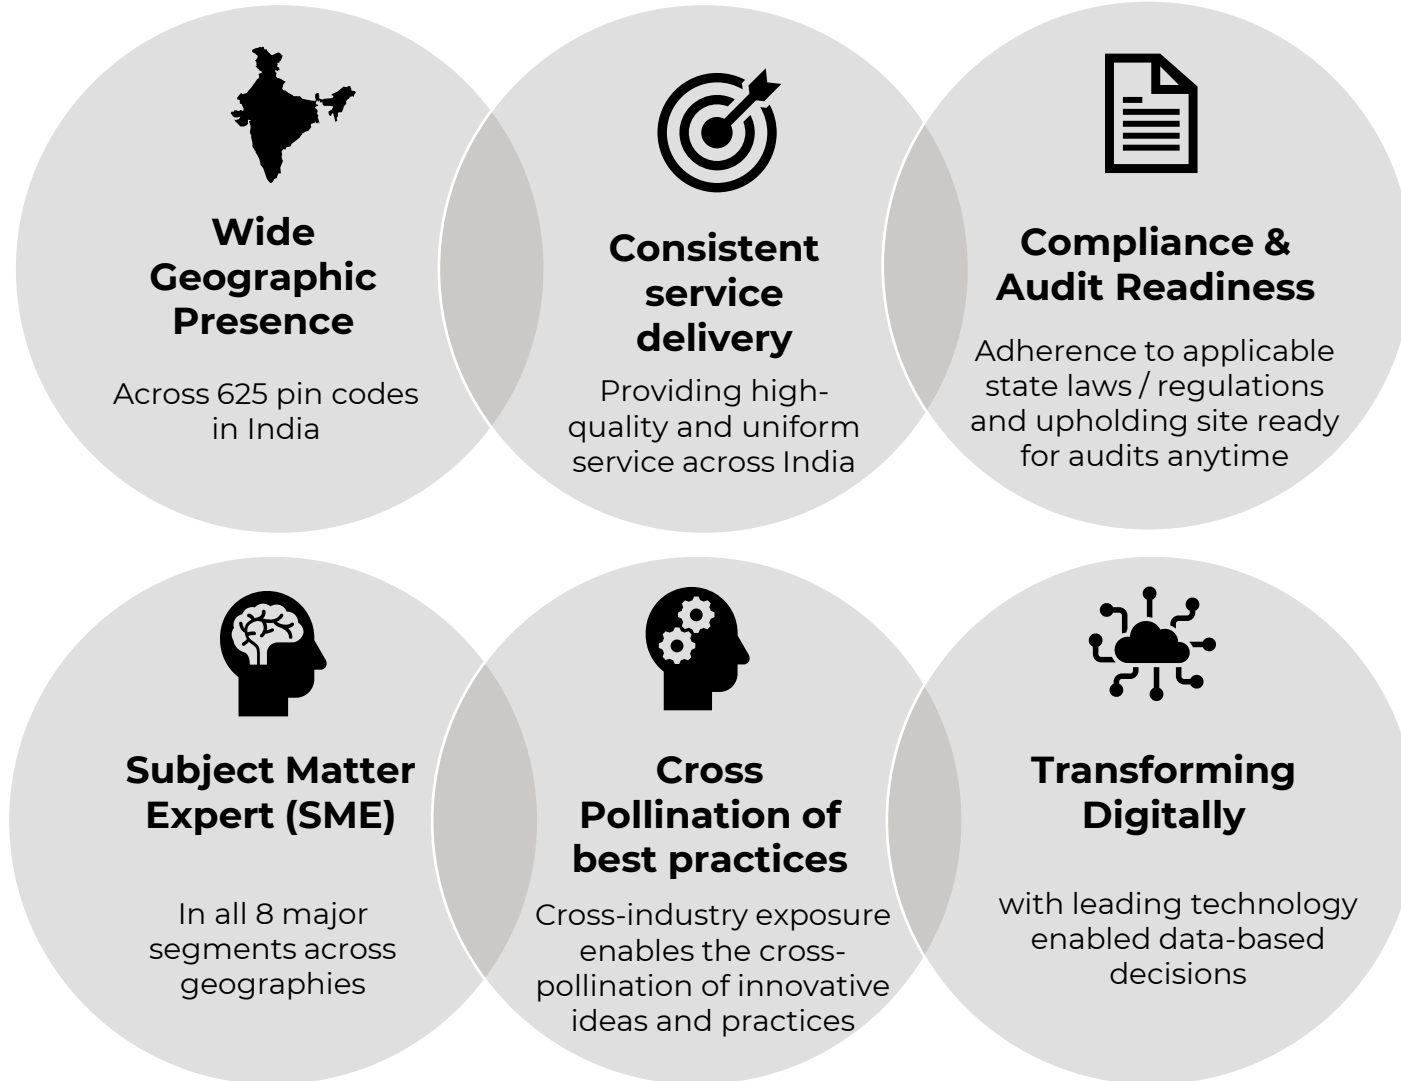 Wide
Geographic
Presence
Across 625 pin codes
in India
Consistent
service
delivery
Providing high-
quality and uniform
service across India
Compliance &
Audit Readiness
Adherence to applicable
state laws / regulations
and upholding site ready
for audits anytime
Subject Matter
Expert (SME)
In all 8 major
segments across
geographies
Cross
Pollination of
best practices
Cross-industry exposure
enables the cross-
pollination of innovative
ideas and practices
Transforming
Digitally
with leading technology
enabled data-based
decisions